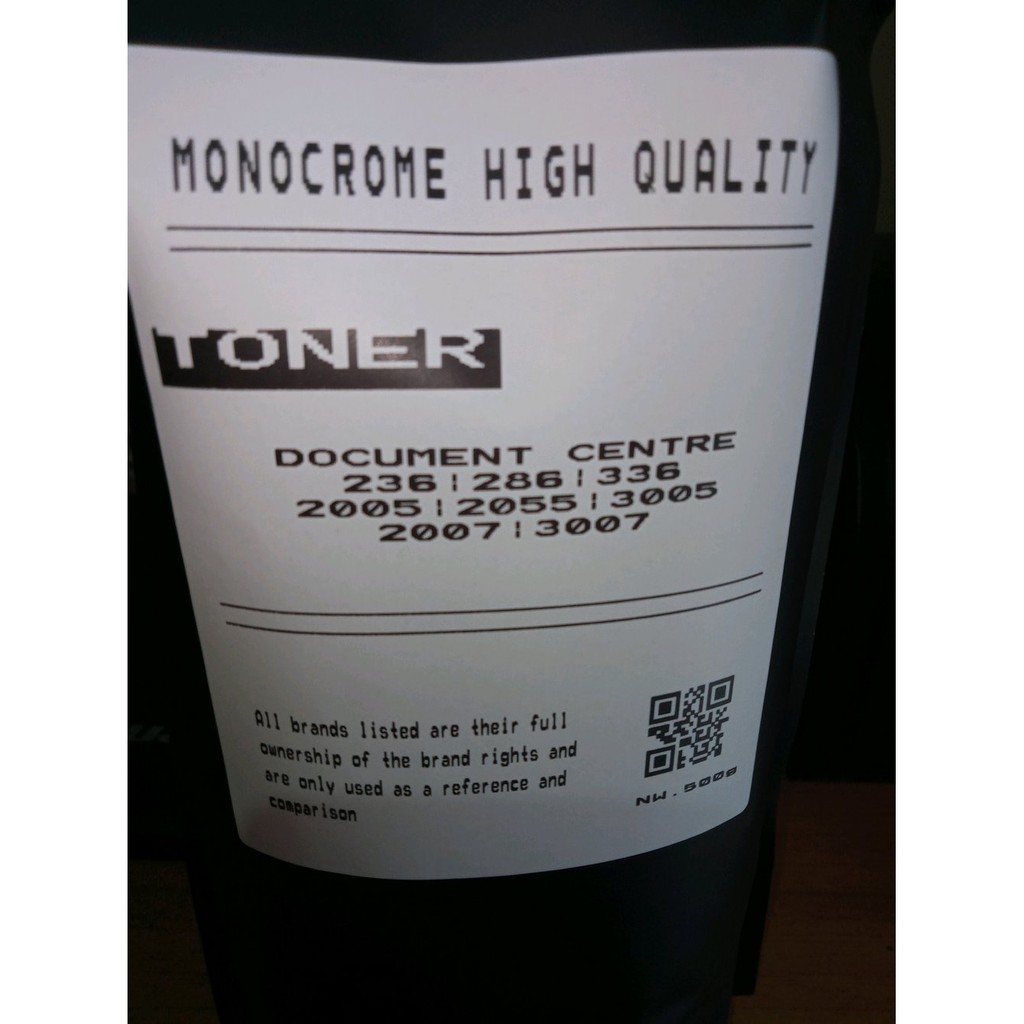 MONOCROME HIGH QUALITY
TONER
DOCUMENT CENTRE
236¦286¦336
2005¦2055¦3005
2007¦3007
All brands listed are their full
ownership of the brand rights and
are only used as a reference and
comparison
NW.500g